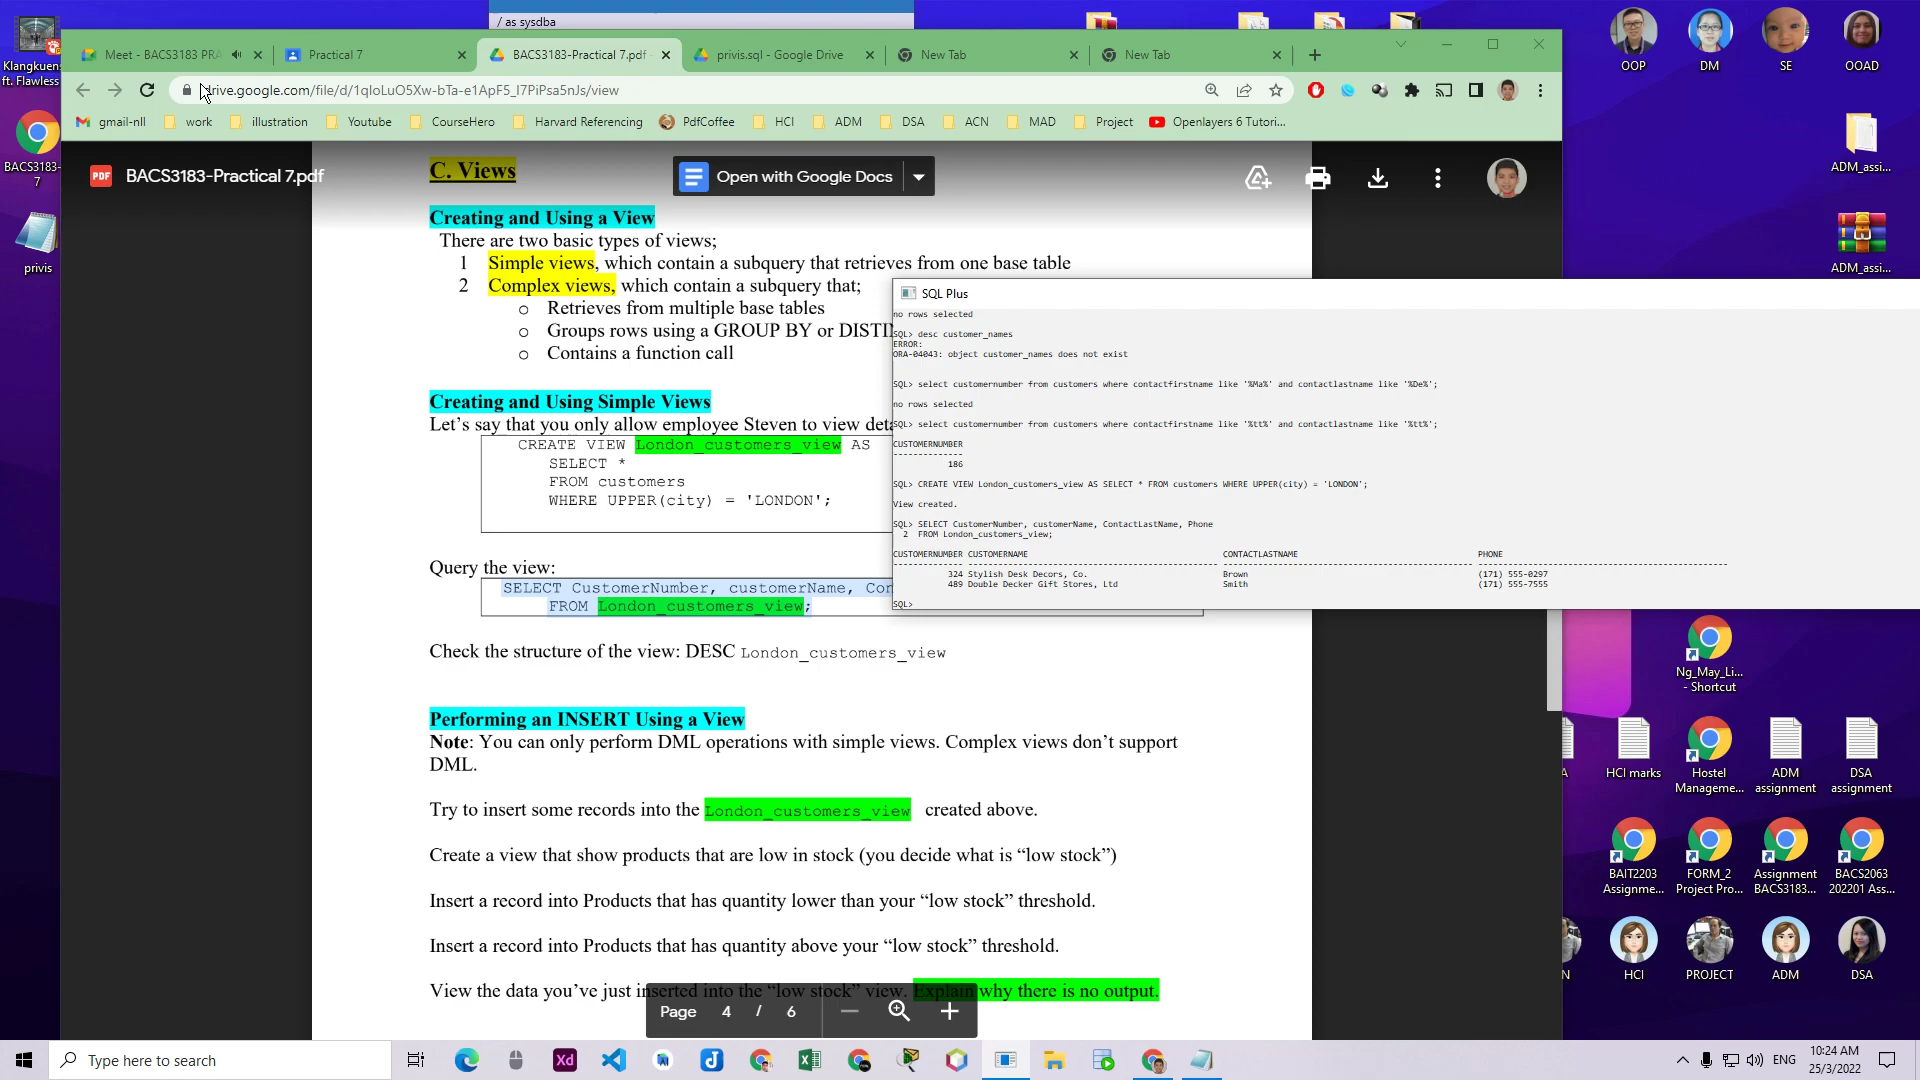 / as sysdba
Meet - BACS3183 PRA
Practical 7
BACS3183-Practical 7.pdf -
privis.sql - Google Drive
New Tab
New Tab
drive.google.com/file/d/1qIoLuO5Xw-bTa-e1ApF5_I7PiPsa5nJs/view
gmail-nll
work
illustration
Youtube
CourseHero
Harvard Referencing
PdfCoffee
HCI
ADM
DSA
ACN
MAD
Project
Openlayers 6 Tutori...
PDF
BACS3183-Practical 7.pdf
Open with Google Docs
C. Views
Creating and Using a View
There are two basic types of views;
1 Simple views, which contain a subquery that retrieves from one base table
2 Complex views, which contain a subquery that;
o Retrieves from multiple base tables
o Groups rows using a GROUP BY or DISTI
o Contains a function call
Creating and Using Simple Views
Let's say that you only allow employee Steven to view deta
CREATE VIEW London_customers_view AS
SELECT *
FROM customers
WHERE UPPER(city) = 'LONDON';
Query the view:
SELECT CustomerNumber, customerName, Con
FROM London_customers_view;
Check the structure of the view: DESC London_customers_view
Performing an INSERT Using a View
Note: You can only perform DML operations with simple views. Complex views don't support
DML.
Try to insert some records into the London_customers_view created above.
Create a view that show products that are low in stock (you decide what is "low stock")
Insert a record into Products that has quantity lower than your "low stock" threshold.
Insert a record into Products that has quantity above your "low stock" threshold.
View the data you've just inserted into the "low stock" view. Explain why there is no output.
Page 4 / 6
SQL Plus
no rows selected
SQL> desc customer_names
ERROR:
ORA-04043: object customer_names does not exist
SQL> select customernumber from customers where contactfirstname like '%Ma%' and contactlastname like '%De%';
no rows selected
SQL> select customernumber from customers where contactfirstname like '%tt%' and contactlastname like '%tt%';
CUSTOMERNUMBER
--------------
186
SQL> CREATE VIEW London_customers_view AS SELECT * FROM customers WHERE UPPER(city) = 'LONDON';
View created.
SQL> SELECT CustomerNumber, customerName, ContactLastName, Phone
2 FROM London_customers_view;
CUSTOMERNUMBER CUSTOMERNAME CONTACTLASTNAME PHONE
324 Stylish Desk Decors, Co. Brown (171) 555-0297
489 Double Decker Gift Stores, Ltd Smith (171) 555-7555
SQL>
Klangkuens
ft. Flawless
BACS3183-
7
privis
OOP
DM
SE
OOAD
ADM_assi...
ADM_assi...
Ng_May_Li...
- Shortcut
A
HCI marks
Hostel
Manageme...
ADM
assignment
DSA
assignment
BAIT2203
Assignme...
FORM_2
Project Pro...
Assignment
BACS3183...
BACS2063
202201 Ass...
N
HCI
PROJECT
ADM
DSA
Type here to search
Xd
ENG
10:24 AM
25/3/2022